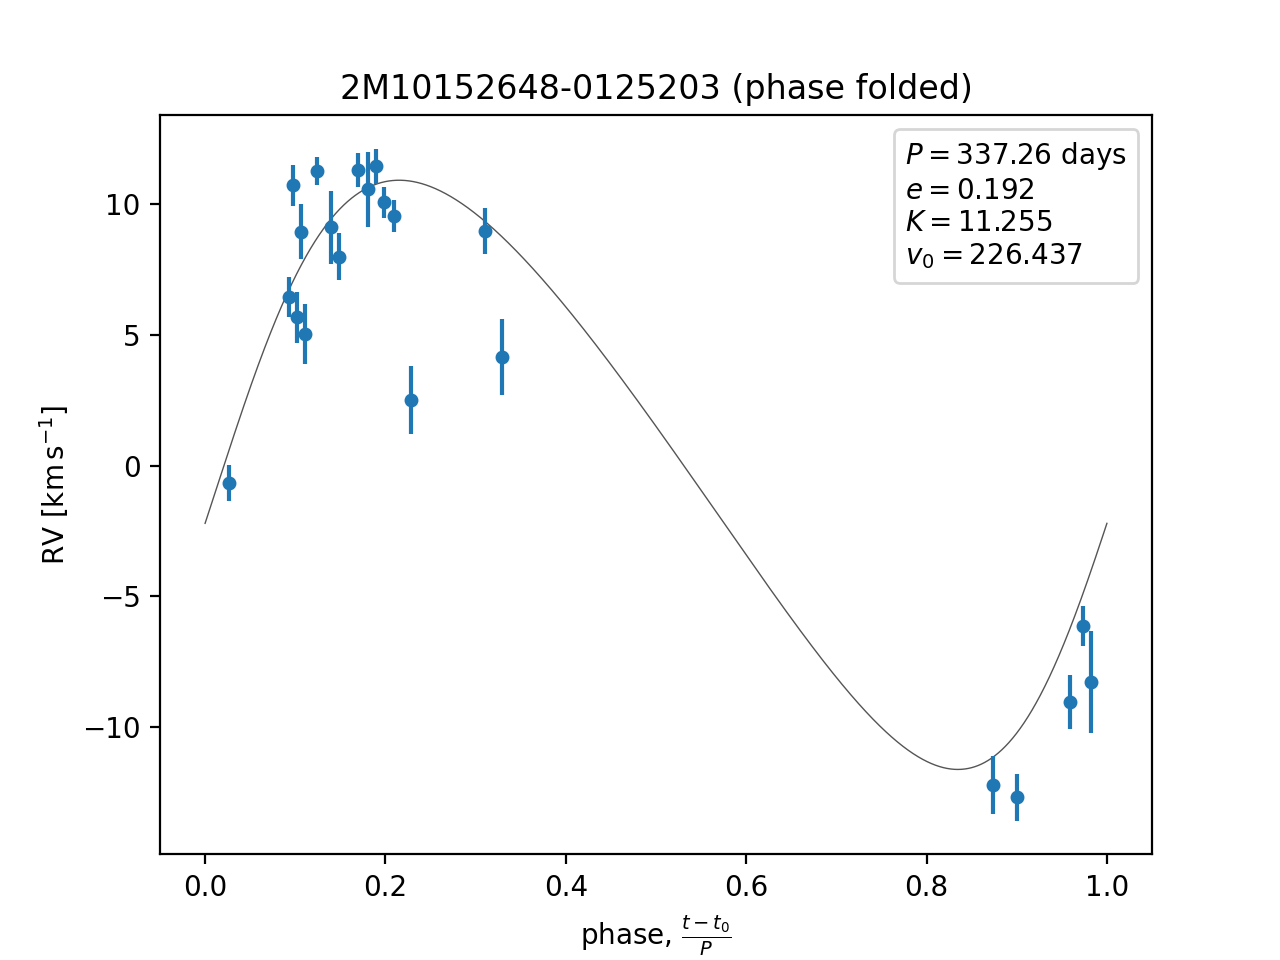 2M10152648-0125203 (phase folded)
P = 337.26 days
e = 0.192
K = 11.255
v₀ = 226.437
10
5
0
−5
−10
RV [km s⁻¹]
0.0 0.2 0.4 0.6 0.8 1.0
phase, (t − t₀)/P